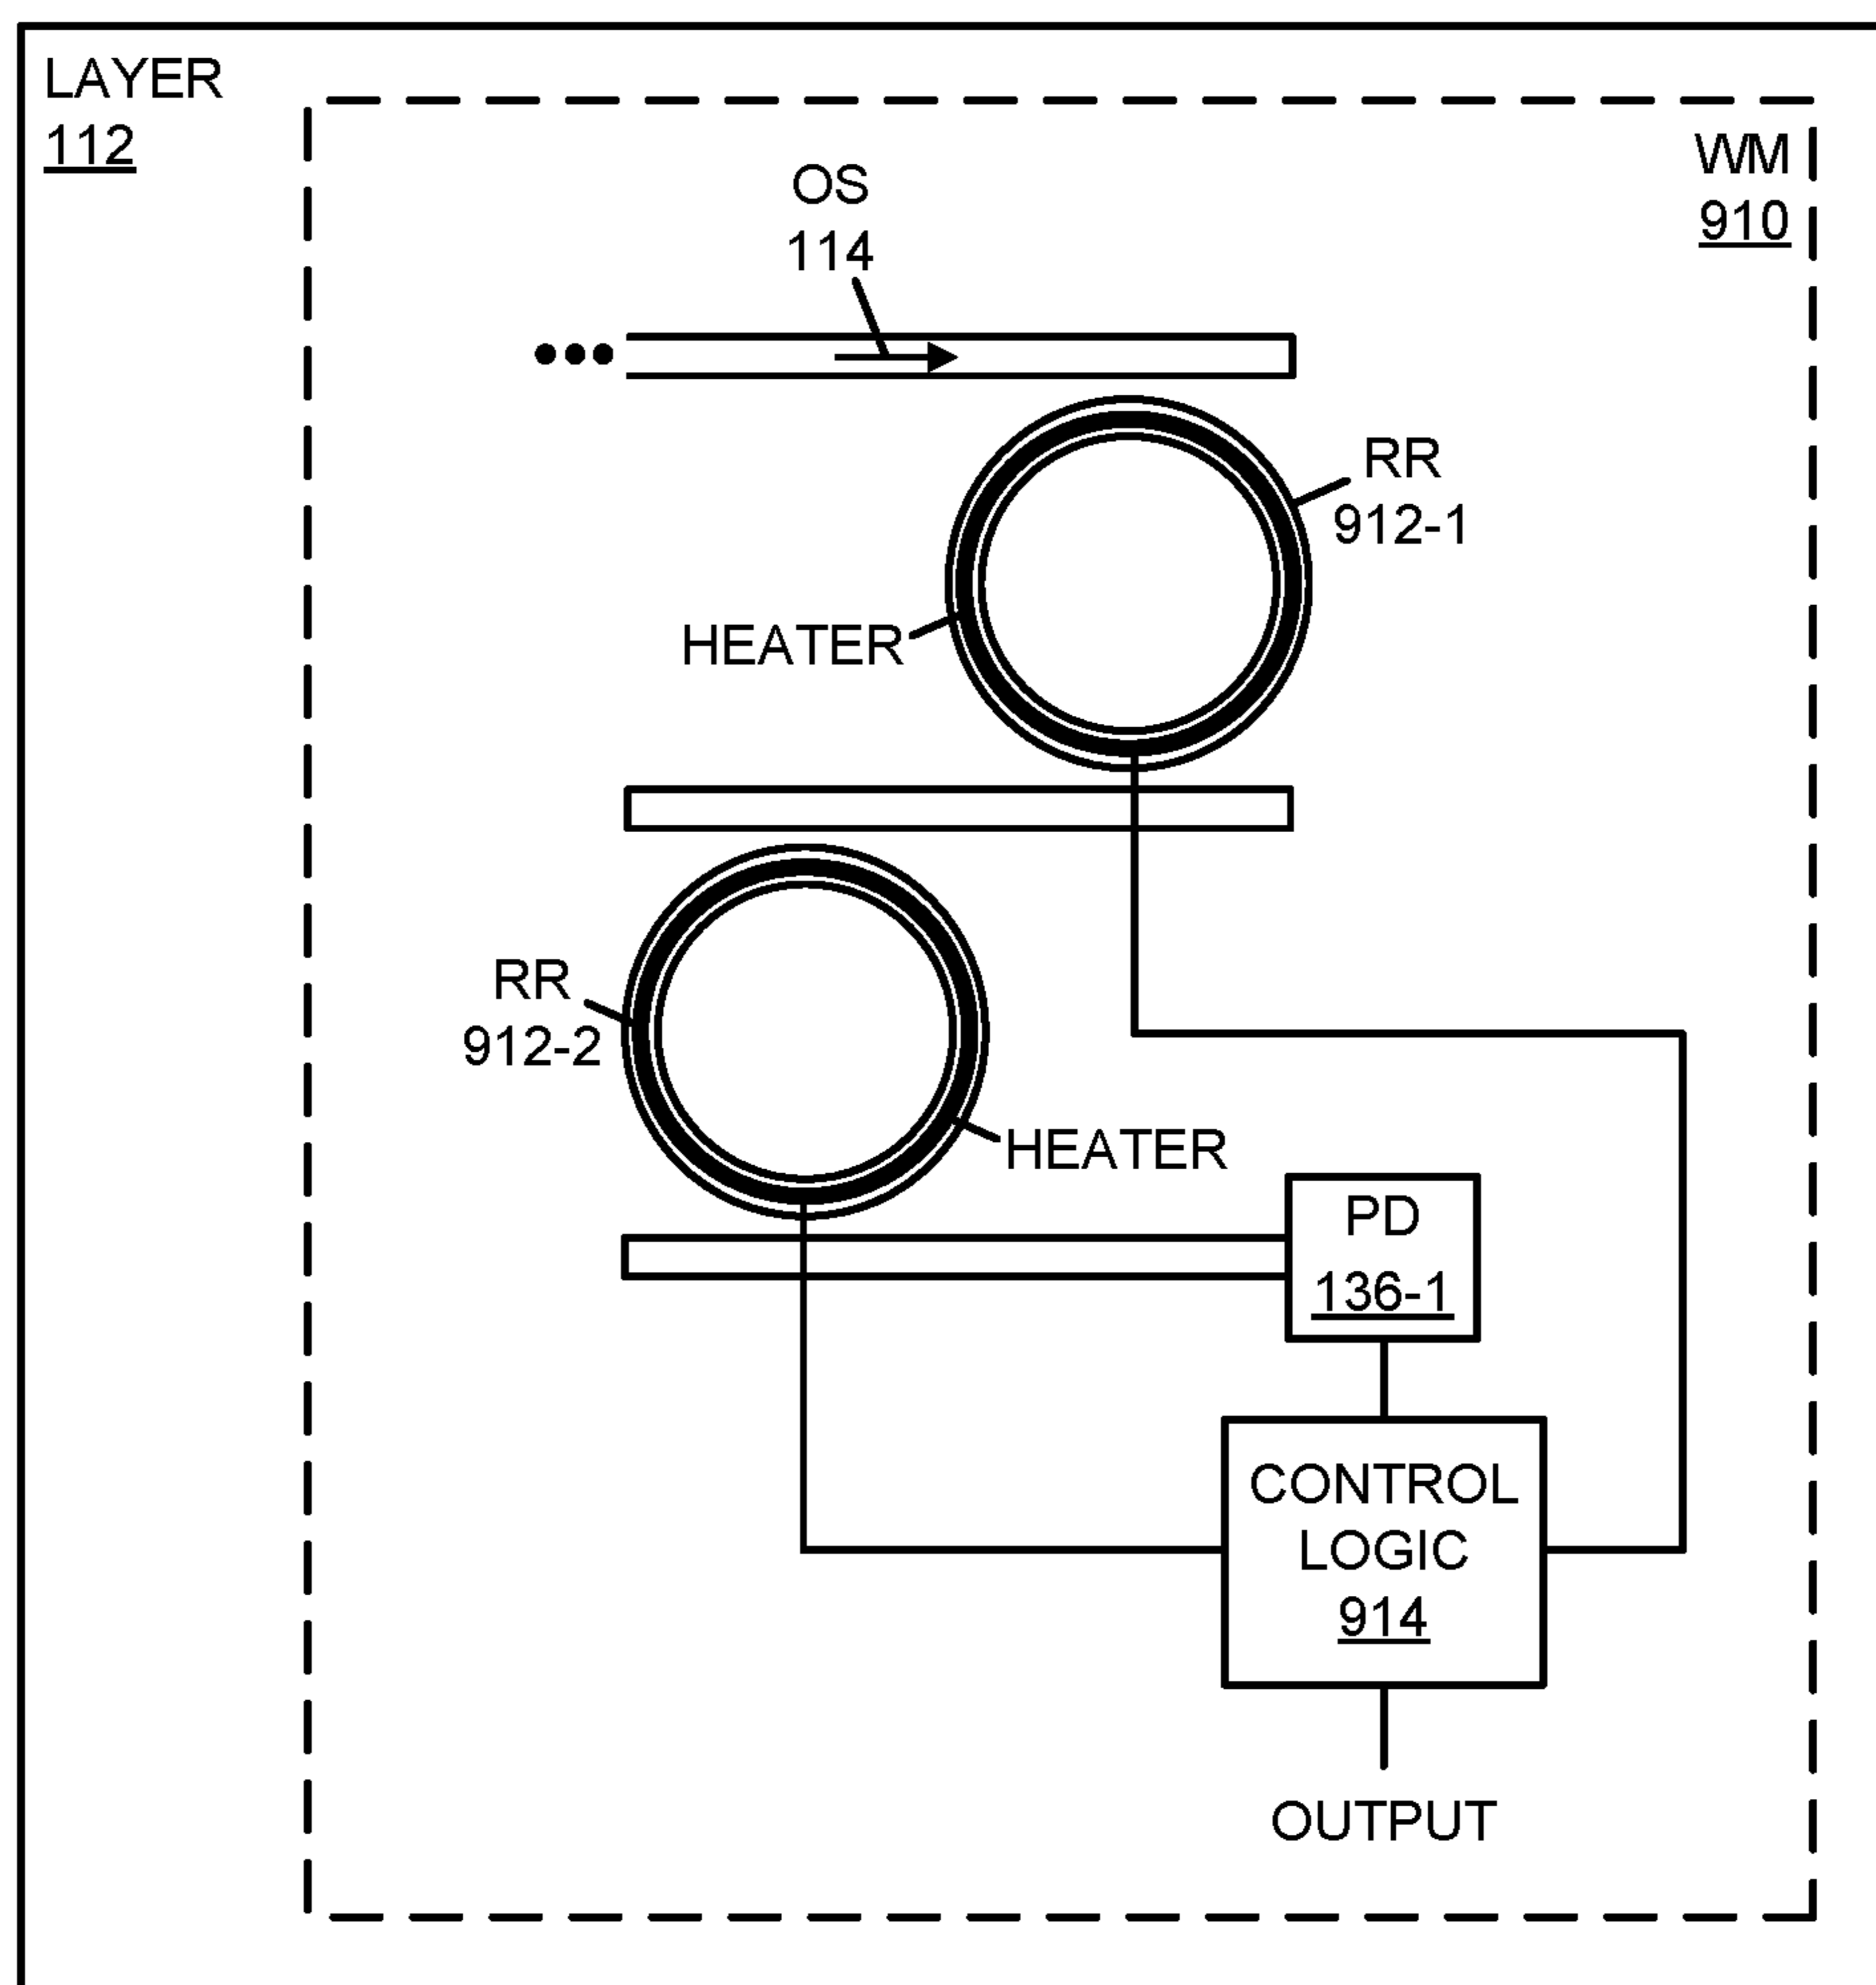 LAYER
112
WM
910
OS
114
RR
912-1
HEATER
RR
912-2
HEATER
PD
136-1
CONTROL
LOGIC
914
OUTPUT